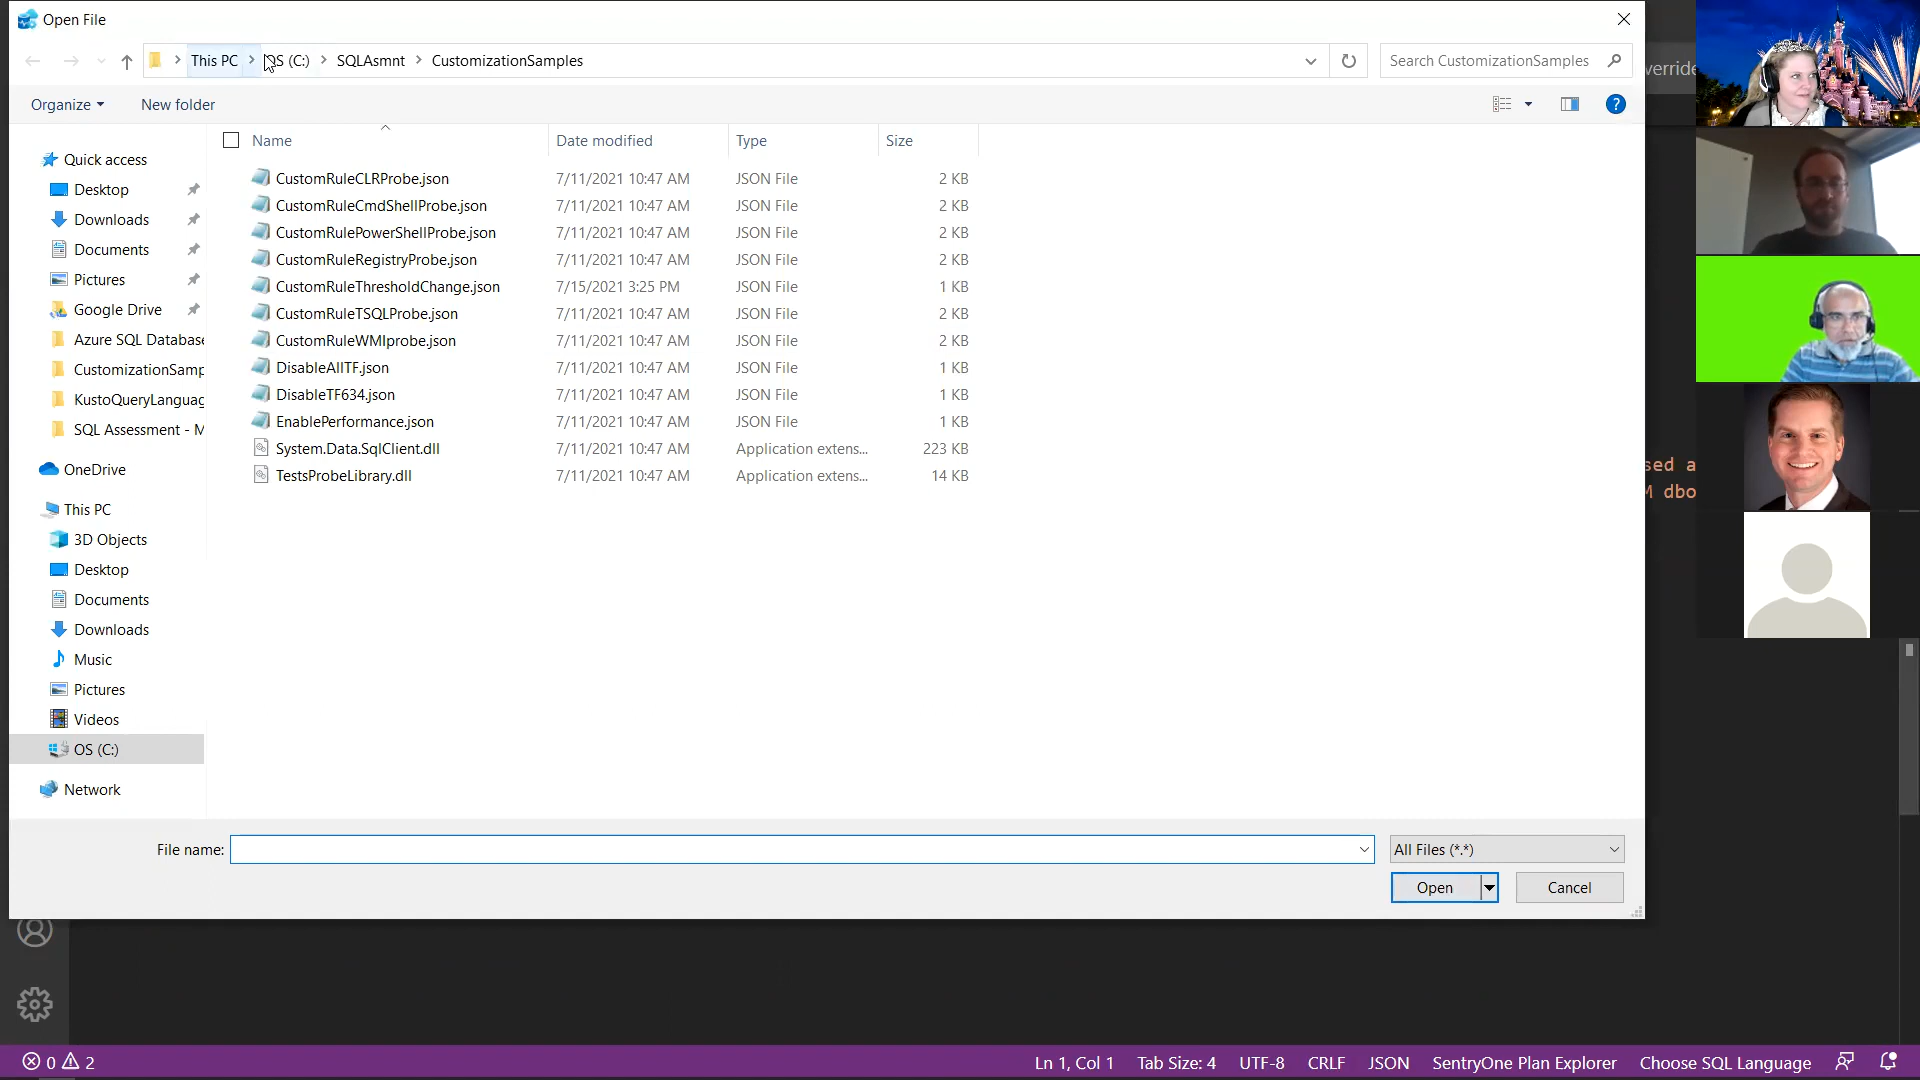 Open File
This PC > OS (C:) > SQLAsmnt > CustomizationSamples
Search CustomizationSamples
Organize
New folder
Name Date modified Type Size
Quick access
Desktop
Downloads
Documents
Pictures
Google Drive
Azure SQL Database
CustomizationSamp
KustoQueryLanguag
SQL Assessment - M
OneDrive
This PC
3D Objects
Desktop
Documents
Downloads
Music
Pictures
Videos
OS (C:)
Network
CustomRuleCLRProbe.json 7/11/2021 10:47 AM JSON File 2 KB
CustomRuleCmdShellProbe.json 7/11/2021 10:47 AM JSON File 2 KB
CustomRulePowerShellProbe.json 7/11/2021 10:47 AM JSON File 2 KB
CustomRuleRegistryProbe.json 7/11/2021 10:47 AM JSON File 2 KB
CustomRuleThresholdChange.json 7/15/2021 3:25 PM JSON File 1 KB
CustomRuleTSQLProbe.json 7/11/2021 10:47 AM JSON File 2 KB
CustomRuleWMIprobe.json 7/11/2021 10:47 AM JSON File 2 KB
DisableAllTF.json 7/11/2021 10:47 AM JSON File 1 KB
DisableTF634.json 7/11/2021 10:47 AM JSON File 1 KB
EnablePerformance.json 7/11/2021 10:47 AM JSON File 1 KB
System.Data.SqlClient.dll 7/11/2021 10:47 AM Application extens... 223 KB
TestsProbeLibrary.dll 7/11/2021 10:47 AM Application extens... 14 KB
File name:
All Files (*.*)
Open
Cancel
verride
sed a
M dbo
0 2
Ln 1, Col 1 Tab Size: 4 UTF-8 CRLF JSON SentryOne Plan Explorer Choose SQL Language